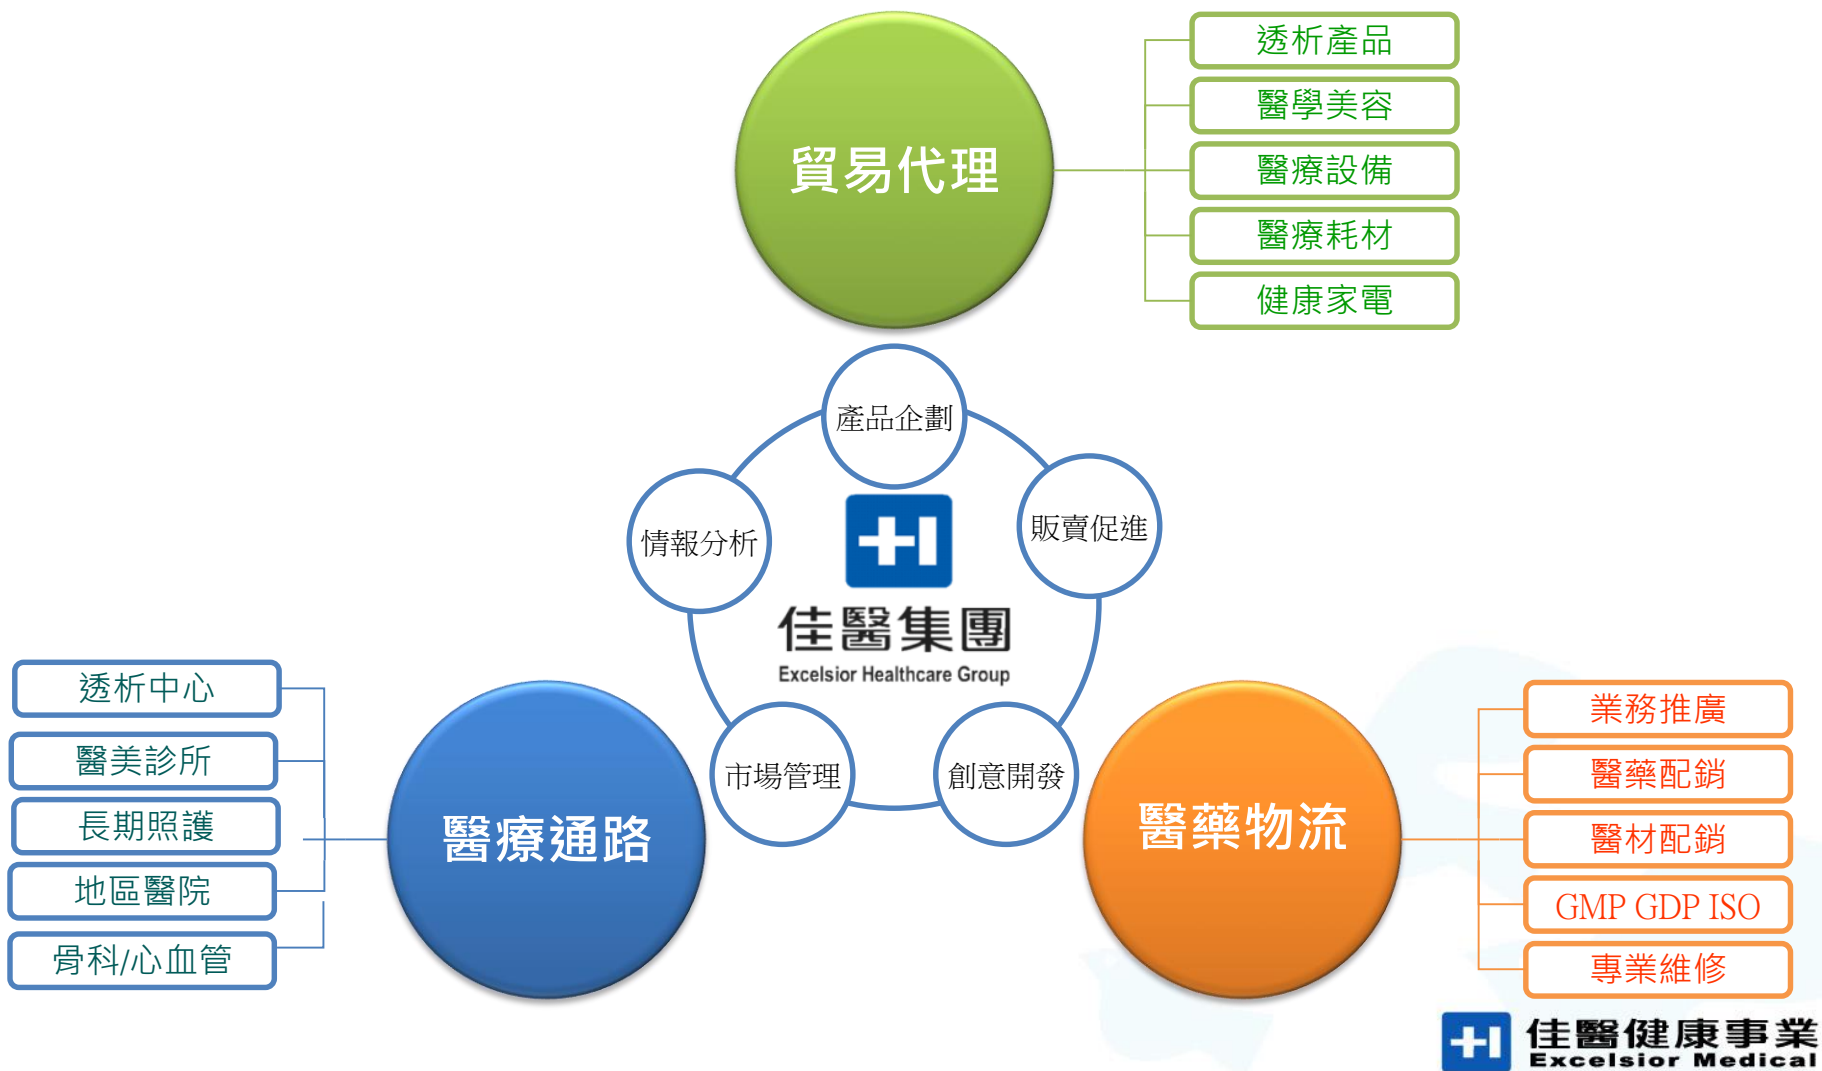 貿易代理
透析產品
醫學美容
醫療設備
醫療耗材
健康家電
產品企劃
情報分析
販賣促進
佳醫集團
Excelsior Healthcare Group
市場管理
創意開發
醫療通路
透析中心
醫美診所
長期照護
地區醫院
骨科/心血管
醫藥物流
業務推廣
醫藥配銷
醫材配銷
GMP GDP ISO
專業維修
佳醫健康事業
Excelsior Medical